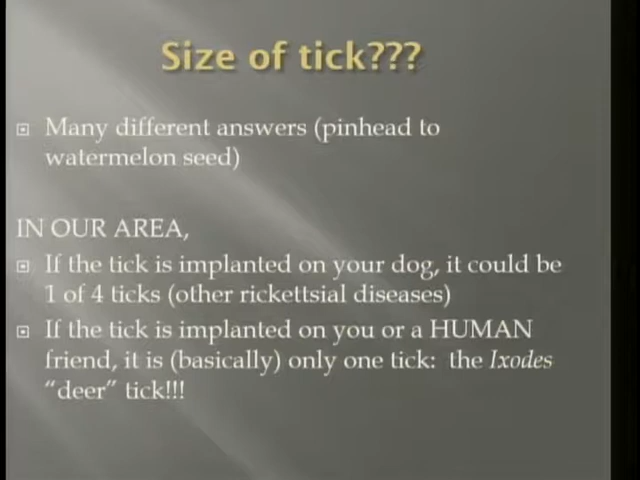 Size of tick???
Many different answers (pinhead to
watermelon seed)
IN OUR AREA,
If the tick is implanted on your dog, it could be
1 of 4 ticks (other rickettsial diseases)
If the tick is implanted on you or a HUMAN
friend, it is (basically) only one tick: the Ixodes
“deer” tick!!!